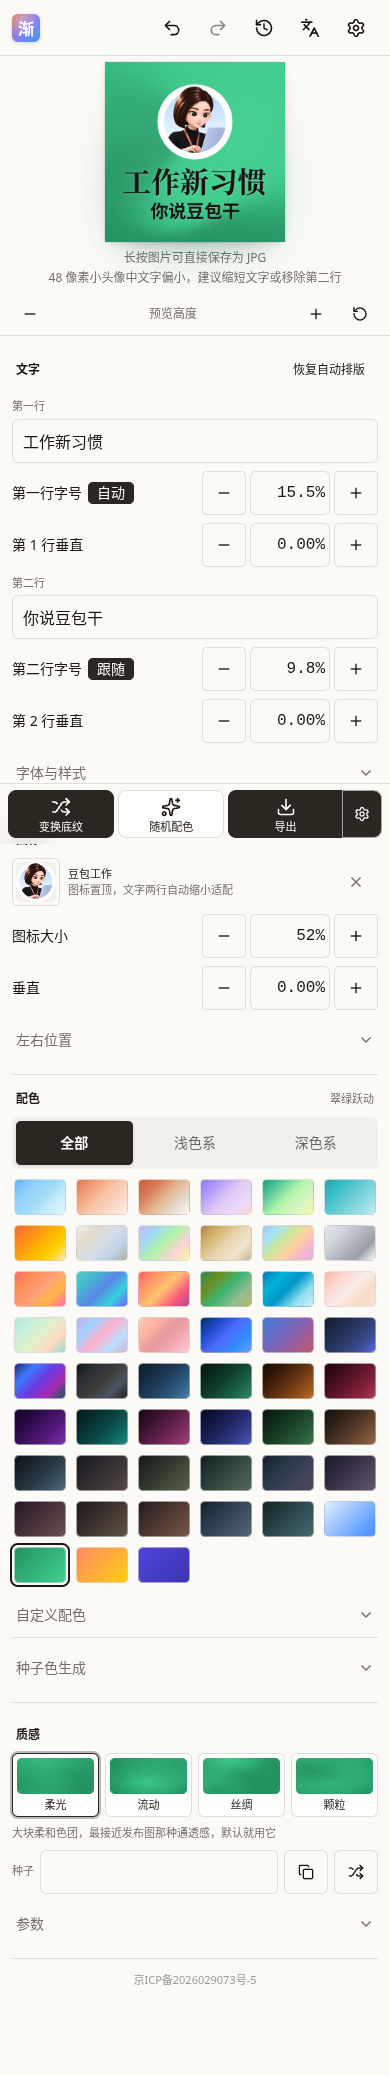 渐
工作新习惯
你说豆包干
长按图片可直接保存为 JPG
48 像素小头像中文字偏小，建议缩短文字或移除第二行
预览高度
文字
恢复自动排版
第一行
工作新习惯
第一行字号 自动
15.5%
第 1 行垂直
0.00%
第二行
你说豆包干
第二行字号 跟随
9.8%
第 2 行垂直
0.00%
字体与样式
变换底纹
随机配色
导出
豆包工作
图标置顶，文字两行自动缩小适配
图标大小
52%
垂直
0.00%
左右位置
配色
翠绿跃动
全部
浅色系
深色系
自定义配色
种子色生成
质感
柔光
流动
丝绸
颗粒
大块柔和色团，最接近发布图那种通透感，默认就用它
种子
参数
京ICP备2026029073号-5